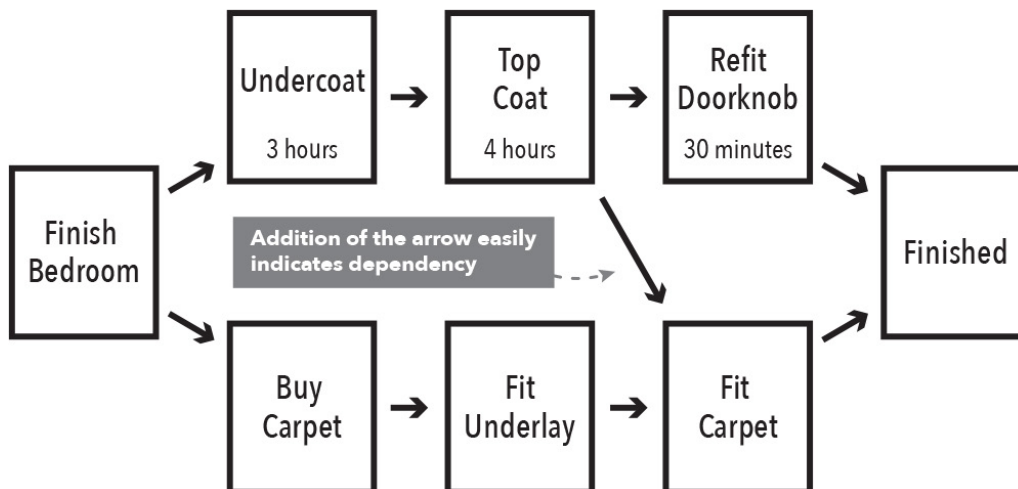 Undercoat
3 hours
Top
Coat
4 hours
Refit
Doorknob
30 minutes
Finish
Bedroom
Addition of the arrow easily
indicates dependency
Finished
Buy
Carpet
Fit
Underlay
Fit
Carpet